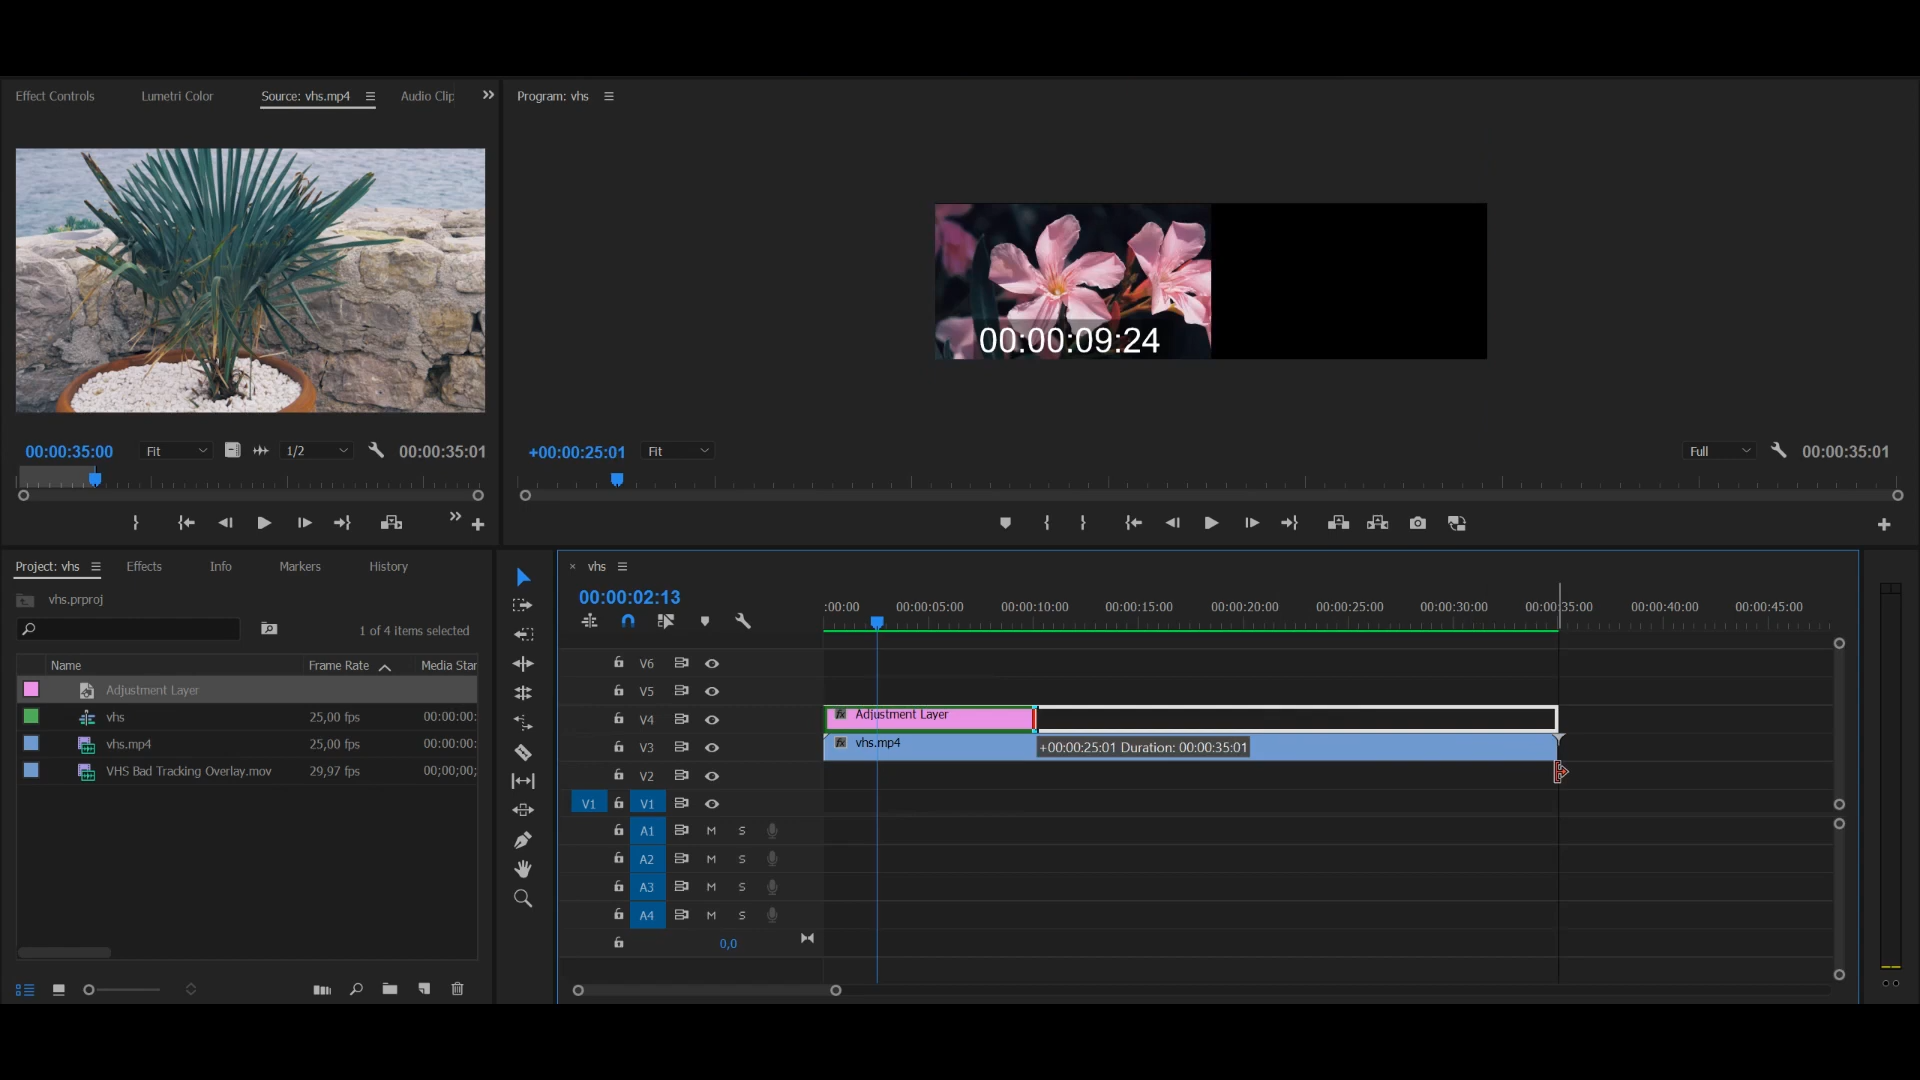 Effect Controls
Lumetri Color
Source: vhs.mp4
Audio Clip
Program: vhs
00:00:09:24
00:00:35:00
Fit
1/2
00:00:35:01
+00:00:25:01
Fit
Full
00:00:35:01
Project: vhs
Effects
Info
Markers
History
vhs.prproj
1 of 4 items selected
Name
Frame Rate
Media Star
Adjustment Layer
vhs
25,00 fps
00:00:00:
vhs.mp4
25,00 fps
00:00:00:
VHS Bad Tracking Overlay.mov
29,97 fps
00;00;00;
vhs
00:00:02:13
:00:00
00:00:05:00
00:00:10:00
00:00:15:00
00:00:20:00
00:00:25:00
00:00:30:00
00:00:35:00
00:00:40:00
00:00:45:00
V6
V5
V4
Adjustment Layer
V3
vhs.mp4
+00:00:25:01 Duration: 00:00:35:01
V2
V1
V1
A1
M
S
A2
M
S
A3
M
S
A4
M
S
0,0